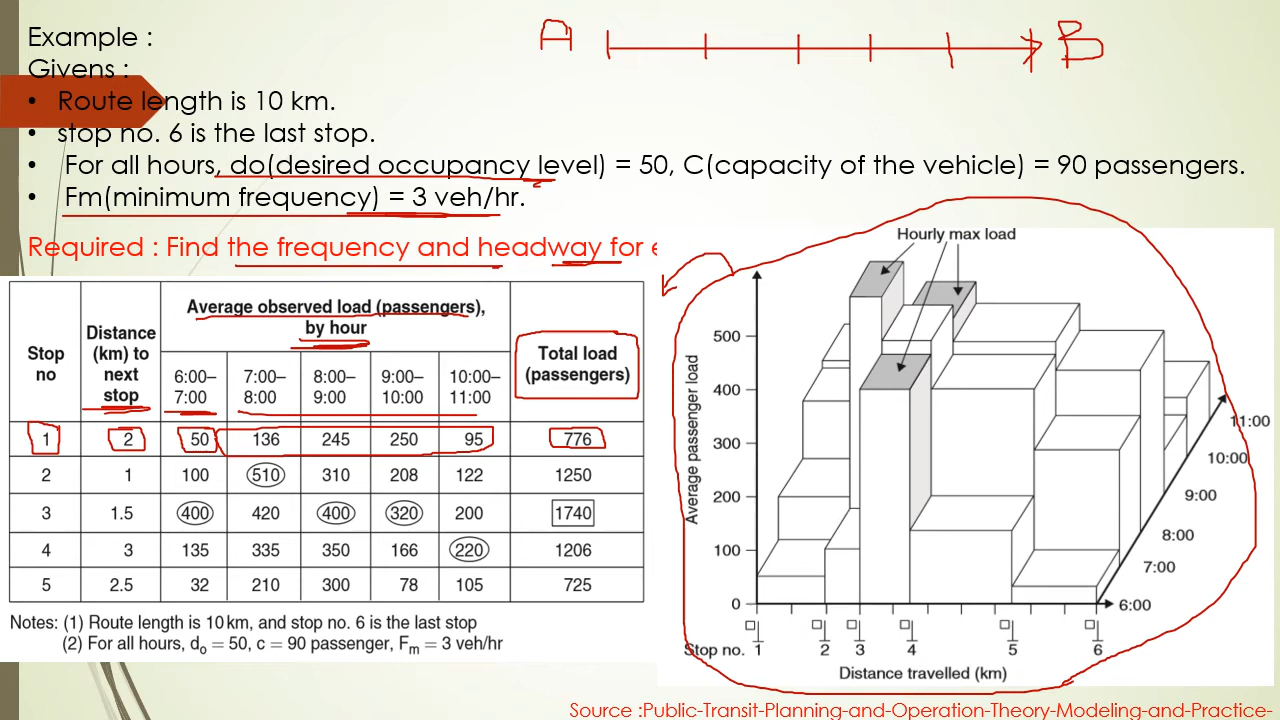 Example :
Givens :
• Route length is 10 km.
• stop no. 6 is the last stop.
• For all hours, do(desired occupancy level) = 50, C(capacity of the vehicle) = 90 passengers.
• Fm(minimum frequency) = 3 veh/hr.
Required : Find the frequency and headway for
A B
Stop no
Distance (km) to next stop
Average observed load (passengers), by hour
Total load (passengers)
6:00–7:00 7:00–8:00 8:00–9:00 9:00–10:00 10:00–11:00
1 2 50 136 245 250 95 776
2 1 100 510 310 208 122 1250
3 1.5 400 420 400 320 200 1740
4 3 135 335 350 166 220 1206
5 2.5 32 210 300 78 105 725
Notes: (1) Route length is 10 km, and stop no. 6 is the last stop
(2) For all hours, do = 50, c = 90 passenger, Fm = 3 veh/hr
Hourly max load
Average passenger load
500
400
300
200
100
0
11:00
10:00
9:00
8:00
7:00
6:00
Stop no. 1 2 3 4 5 6
Distance travelled (km)
Source :Public-Transit-Planning-and-Operation-Theory-Modeling-and-Practice-